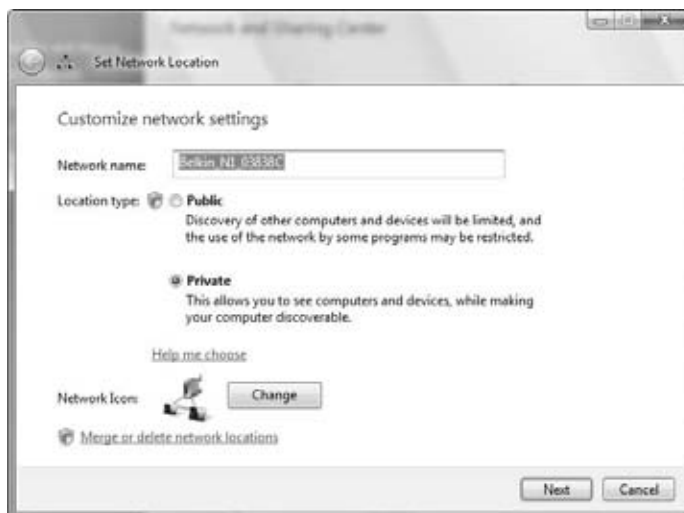 Network and Sharing Center
Set Network Location
Customize network settings
Network name:
Belkin_N1_03838C
Location type:
Public
Discovery of other computers and devices will be limited, and
the use of the network by some programs may be restricted.
Private
This allows you to see computers and devices, while making
your computer discoverable.
Help me choose
Network Icon:
Change
Merge or delete network locations
Next
Cancel